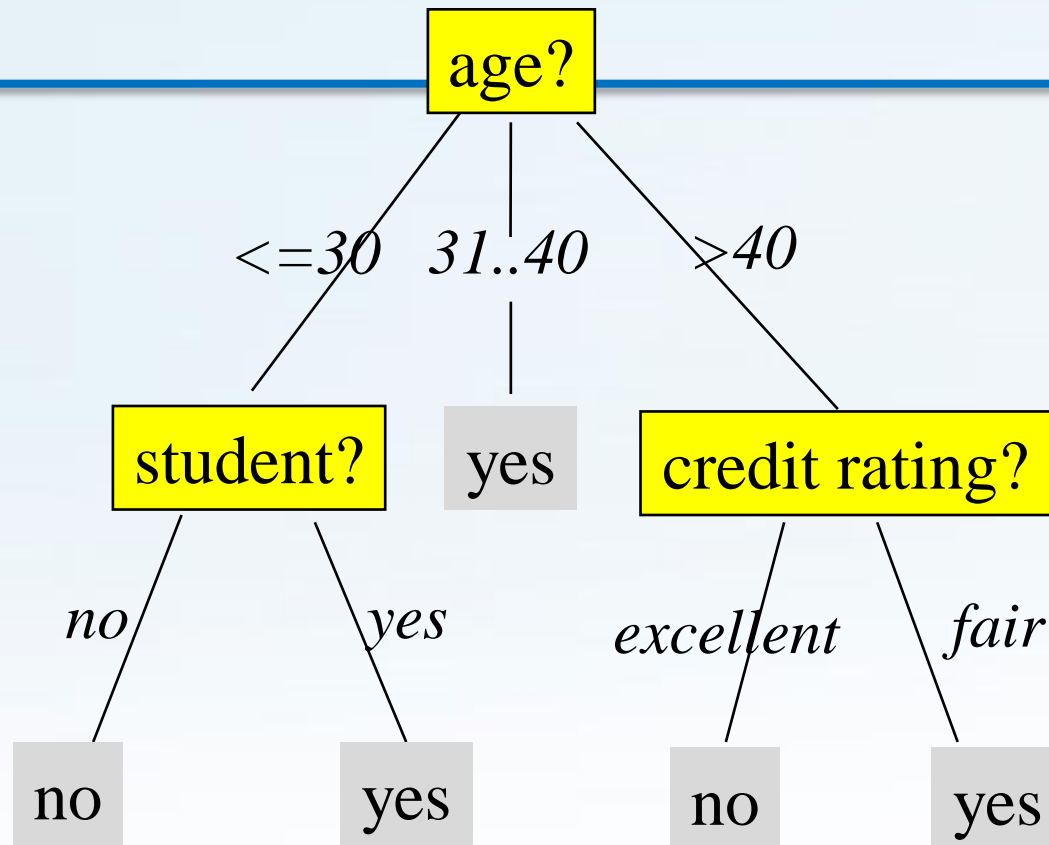 age?
<=30 31..40 >40
student? yes credit rating?
no yes excellent fair
no yes no yes